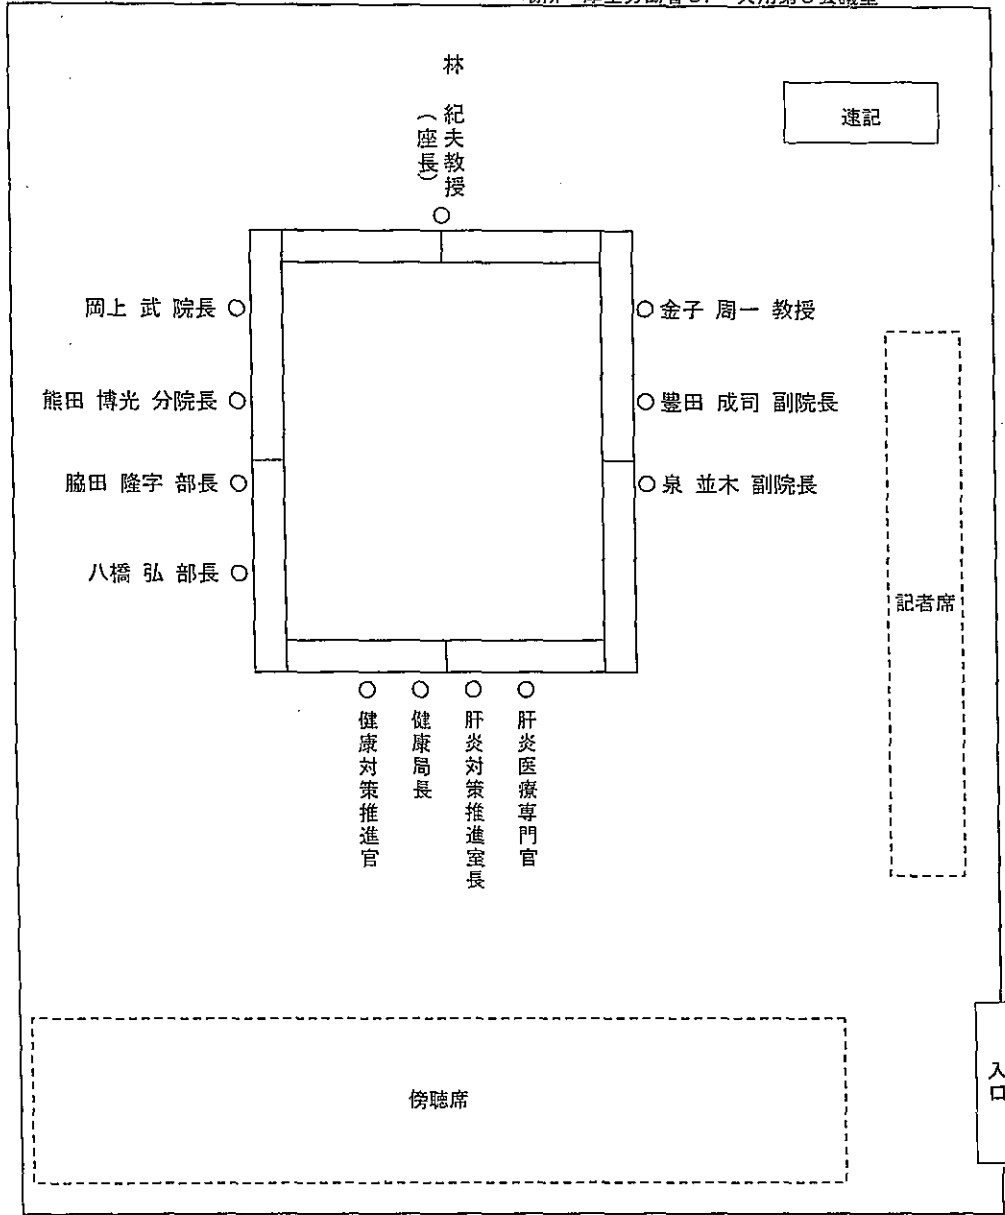 林 紀夫教授
（座長）
速記
岡上 武 院長
金子 周一 教授
熊田 博光 分院長
豊田 成司 副院長
脇田 隆字 部長
泉 並木 副院長
八橋 弘 部長
記者席
健康対策推進官
健康局長
肝炎対策推進室長
肝炎医療専門官
傍聴席
入口